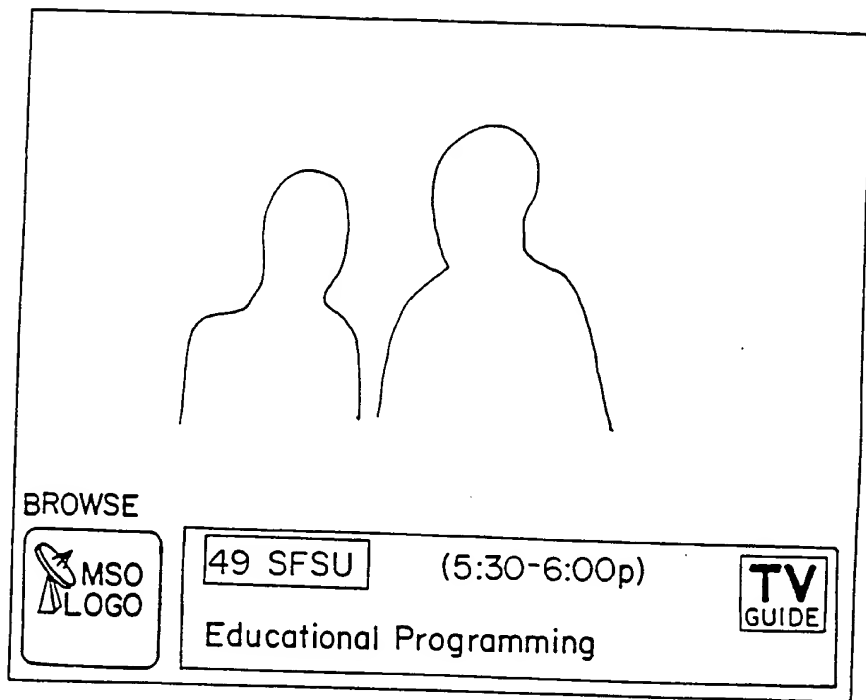 BROWSE
MSO
LOGO
49 SFSU (5:30-6:00p)
Educational Programming
TV
GUIDE